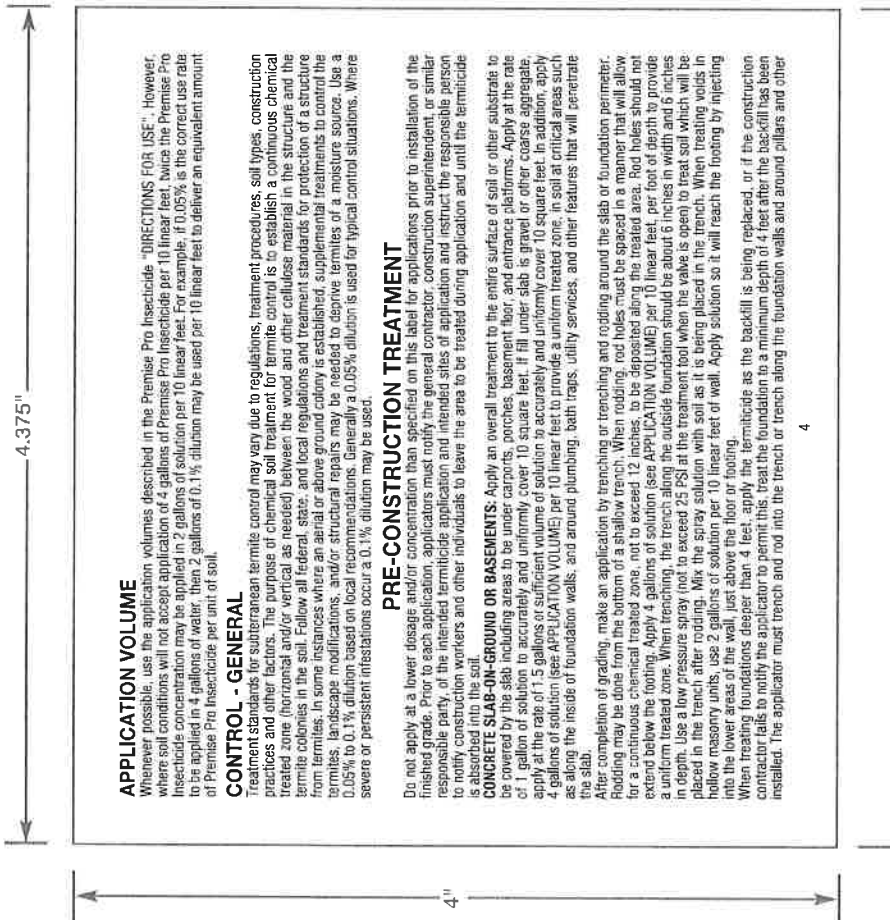 4.375"
4"
APPLICATION VOLUME
Whenever possible, use the application volumes described in the Premise Pro Insecticide "DIRECTIONS FOR USE". However,
where soil conditions will not accept application of 4 gallons of Premise Pro Insecticide per 10 linear feet, twice the Premise Pro
Insecticide concentration may be applied in 2 gallons of solution per 10 linear feet. For example, if 0.05% is the correct use rate
to be applied in 4 gallons of water, then 2 gallons of 0.1% dilution may be used per 10 linear feet to deliver an equivalent amount
of Premise Pro Insecticide per unit of soil.
CONTROL - GENERAL
Treatment standards for subterranean termite control may vary due to regulations, treatment procedures, soil types, construction
practices and other factors. The purpose of chemical soil treatment for termite control is to establish a continuous chemical
treated zone (horizontal and/or vertical as needed) between the wood and other cellulose material in the structure and the
termite colonies in the soil. Follow all federal, state, and local regulations and treatment standards for protection of a structure
from termites. In some instances where an aerial or above ground colony is established, supplemental treatments to control the
termites, landscape modifications, and/or structural repairs may be needed to deprive termites of a moisture source. Use a
0.05% to 0.1% dilution based on local recommendations. Generally a 0.05% dilution is used for typical control situations. Where
severe or persistent infestations occur a 0.1% dilution may be used.
PRE-CONSTRUCTION TREATMENT
Do not apply at a lower dosage and/or concentration than specified on this label for applications prior to installation of the
finished grade. Prior to each application, applicators must notify the general contractor, construction superintendent, or similar
responsible party, of the intended termiticide application and intended sites of application and instruct the responsible person
to notify construction workers and other individuals to leave the area to be treated during application and until the termiticide
is absorbed into the soil.
CONCRETE SLAB-ON-GROUND OR BASEMENTS: Apply an overall treatment to the entire surface of soil or other substrate to
be covered by the slab including areas to be under carports, porches, basement floor, and entrance platforms. Apply at the rate
of 1 gallon of solution to accurately and uniformly cover 10 square feet. If fill under slab is gravel or other coarse aggregate,
apply at the rate of 1.5 gallons or sufficient volume of solution to accurately and uniformly cover 10 square feet. In addition, apply
4 gallons of solution (see APPLICATION VOLUME) per 10 linear feet to provide a uniform treated zone, in soil at critical areas such
as along the inside of foundation walls, and around plumbing, bath traps, utility services, and other features that will penetrate
the slab.
After completion of grading, make an application by trenching or trenching and rodding around the slab or foundation perimeter.
Rodding may be done from the bottom of a shallow trench. When rodding, rod holes must be spaced in a manner that will allow
for a continuous chemical treated zone, not to exceed 12 inches, to be deposited along the treated area. Rod holes should not
extend below the footing. Apply 4 gallons of solution (see APPLICATION VOLUME) per 10 linear feet, per foot of depth to provide
a uniform treated zone. When trenching, the trench along the outside foundation should be about 6 inches in width and 6 inches
in depth. Use a low pressure spray (not to exceed 25 PSI at the treatment tool when the valve is open) to treat soil which will be
placed in the trench after rodding. Mix the spray solution with soil as it is being placed in the trench. When treating voids in
hollow masonry units, use 2 gallons of solution per 10 linear feet of wall. Apply solution so it will reach the footing by injecting
into the lower areas of the wall, just above the floor or footing.
When treating foundations deeper than 4 feet, apply the termiticide as the backfill is being replaced, or if the construction
contractor fails to notify the applicator to permit this, treat the foundation to a minimum depth of 4 feet after the backfill has been
installed. The applicator must trench and rod into the trench or trench along the foundation walls and around pillars and other
4